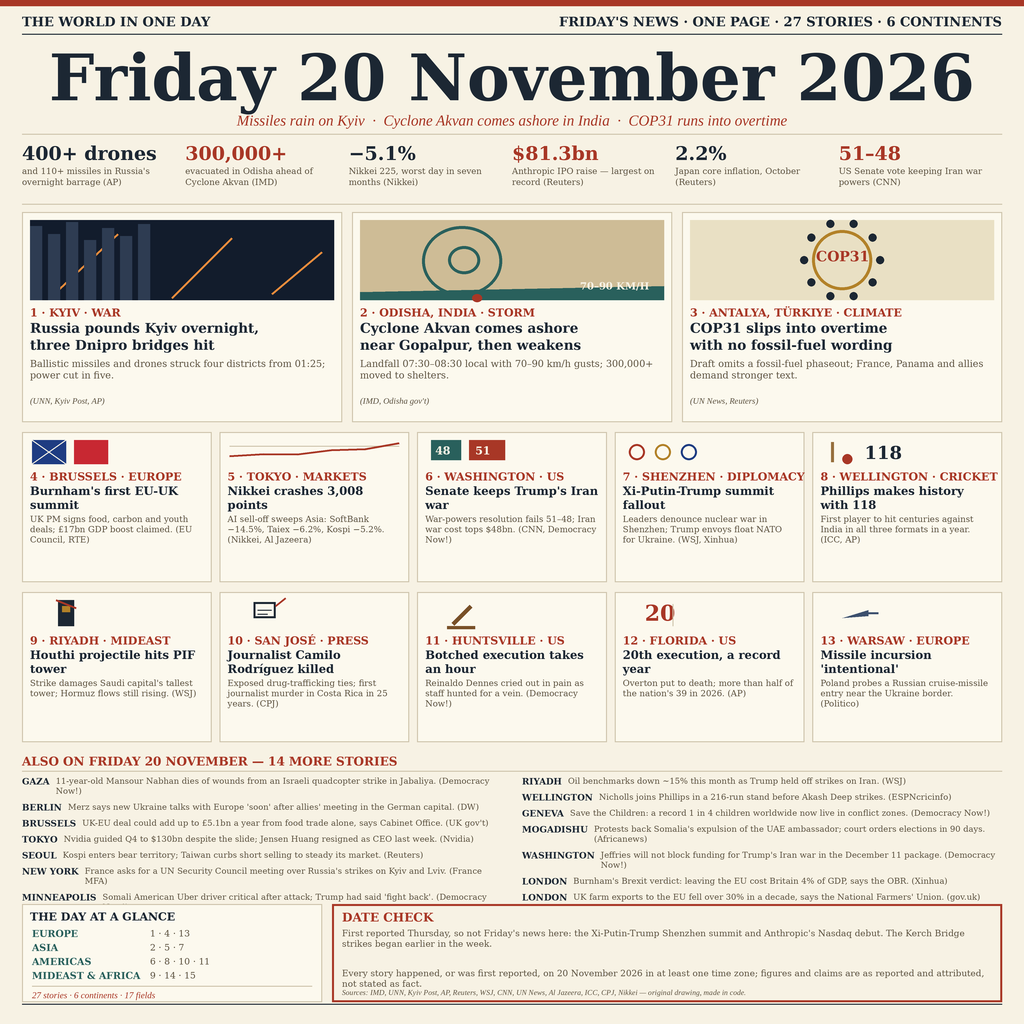 THE WORLD IN ONE DAY
FRIDAY'S NEWS · ONE PAGE · 27 STORIES · 6 CONTINENTS
Friday 20 November 2026
Missiles rain on Kyiv · Cyclone Akvan comes ashore in India · COP31 runs into overtime
400+ drones
and 110+ missiles in Russia's
overnight barrage (AP)
300,000+
evacuated in Odisha ahead of
Cyclone Akvan (IMD)
−5.1%
Nikkei 225, worst day in seven
months (Nikkei)
$81.3bn
Anthropic IPO raise — largest on
record (Reuters)
2.2%
Japan core inflation, October
(Reuters)
51–48
US Senate vote keeping Iran war
powers (CNN)
1 · KYIV · WAR
Russia pounds Kyiv overnight,
three Dnipro bridges hit
Ballistic missiles and drones struck four districts from 01:25;
power cut in five.
(UNN, Kyiv Post, AP)
70–90 KM/H
2 · ODISHA, INDIA · STORM
Cyclone Akvan comes ashore
near Gopalpur, then weakens
Landfall 07:30–08:30 local with 70–90 km/h gusts; 300,000+
moved to shelters.
(IMD, Odisha gov't)
COP31
3 · ANTALYA, TÜRKIYE · CLIMATE
COP31 slips into overtime
with no fossil-fuel wording
Draft omits a fossil-fuel phaseout; France, Panama and allies
demand stronger text.
(UN News, Reuters)
4 · BRUSSELS · EUROPE
Burnham's first EU-UK
summit
UK PM signs food, carbon and youth
deals; £17bn GDP boost claimed. (EU
Council, RTE)
5 · TOKYO · MARKETS
Nikkei crashes 3,008
points
AI sell-off sweeps Asia: SoftBank
−14.5%, Taiex −6.2%, Kospi −5.2%.
(Nikkei, Al Jazeera)
48
51
6 · WASHINGTON · US
Senate keeps Trump's Iran
war
War-powers resolution fails 51–48; Iran
war cost tops $48bn. (CNN, Democracy
Now!)
7 · SHENZHEN · DIPLOMACY
Xi-Putin-Trump summit
fallout
Leaders denounce nuclear war in
Shenzhen; Trump envoys float NATO
for Ukraine. (WSJ, Xinhua)
118
8 · WELLINGTON · CRICKET
Phillips makes history
with 118
First player to hit centuries against
India in all three formats in a year.
(ICC, AP)
9 · RIYADH · MIDEAST
Houthi projectile hits PIF
tower
Strike damages Saudi capital's tallest
tower; Hormuz flows still rising. (WSJ)
10 · SAN JOSÉ · PRESS
Journalist Camilo
Rodríguez killed
Exposed drug-trafficking ties; first
journalist murder in Costa Rica in 25
years. (CPJ)
11 · HUNTSVILLE · US
Botched execution takes
an hour
Reinaldo Dennes cried out in pain as
staff hunted for a vein. (Democracy
Now!)
20
12 · FLORIDA · US
20th execution, a record
year
Overton put to death; more than half of
the nation's 39 in 2026. (AP)
13 · WARSAW · EUROPE
Missile incursion
'intentional'
Poland probes a Russian cruise-missile
entry near the Ukraine border.
(Politico)
ALSO ON FRIDAY 20 NOVEMBER — 14 MORE STORIES
GAZA 11-year-old Mansour Nabhan dies of wounds from an Israeli quadcopter strike in Jabaliya. (Democracy
Now!)
BERLIN Merz says new Ukraine talks with Europe 'soon' after allies' meeting in the German capital. (DW)
BRUSSELS UK-EU deal could add up to £5.1bn a year from food trade alone, says Cabinet Office. (UK gov't)
TOKYO Nvidia guided Q4 to $130bn despite the slide; Jensen Huang resigned as CEO last week. (Nvidia)
SEOUL Kospi enters bear territory; Taiwan curbs short selling to steady its market. (Reuters)
NEW YORK France asks for a UN Security Council meeting over Russia's strikes on Kyiv and Lviv. (France
MFA)
MINNEAPOLIS Somali American Uber driver critical after attack; Trump had said 'fight back'. (Democracy
RIYADH Oil benchmarks down ~15% this month as Trump held off strikes on Iran. (WSJ)
WELLINGTON Nicholls joins Phillips in a 216-run stand before Akash Deep strikes. (ESPNcricinfo)
GENEVA Save the Children: a record 1 in 4 children worldwide now live in conflict zones. (Democracy Now!)
MOGADISHU Protests back Somalia's expulsion of the UAE ambassador; court orders elections in 90 days.
(Africanews)
WASHINGTON Jeffries will not block funding for Trump's Iran war in the December 11 package. (Democracy
Now!)
LONDON Burnham's Brexit verdict: leaving the EU cost Britain 4% of GDP, says the OBR. (Xinhua)
LONDON UK farm exports to the EU fell over 30% in a decade, says the National Farmers' Union. (gov.uk)
THE DAY AT A GLANCE
EUROPE 1 · 4 · 13
ASIA 2 · 5 · 7
AMERICAS 6 · 8 · 10 · 11
MIDEAST & AFRICA 9 · 14 · 15
27 stories · 6 continents · 17 fields
DATE CHECK
First reported Thursday, so not Friday's news here: the Xi-Putin-Trump Shenzhen summit and Anthropic's Nasdaq debut. The Kerch Bridge
strikes began earlier in the week.
Every story happened, or was first reported, on 20 November 2026 in at least one time zone; figures and claims are as reported and attributed,
not stated as fact.
Sources: IMD, UNN, Kyiv Post, AP, Reuters, WSJ, CNN, UN News, Al Jazeera, ICC, CPJ, Nikkei — original drawing, made in code.